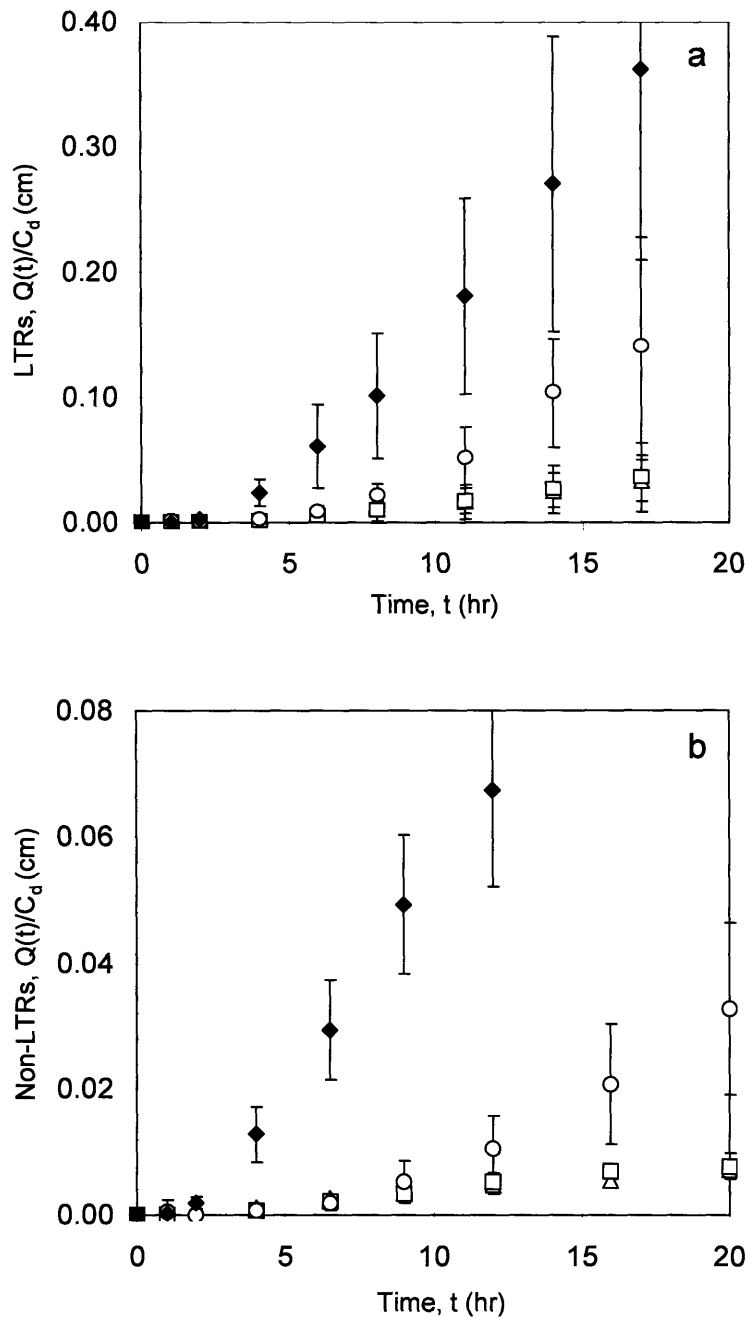 a
0.40
0.30
0.20
0.10
0.00
LTRs, Q(t)/C_d (cm)
0 5 10 15 20
Time, t (hr)
b
0.08
0.06
0.04
0.02
0.00
Non-LTRs, Q(t)/C_d (cm)
0 5 10 15 20
Time, t (hr)